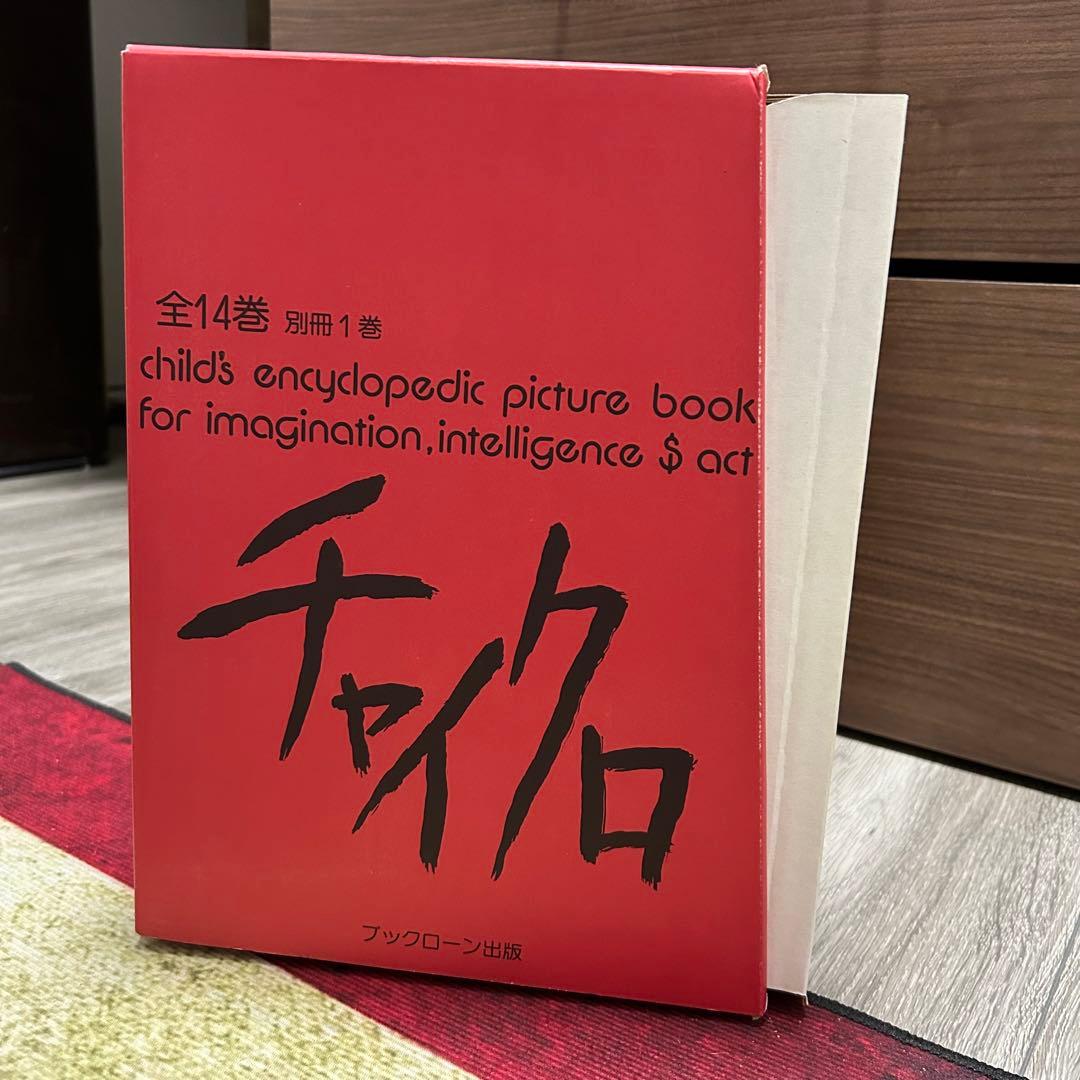 全14巻 別冊1巻
child's encyclopedic picture book
for imagination,intelligence $ act
チャイクロ
ブックローン出版